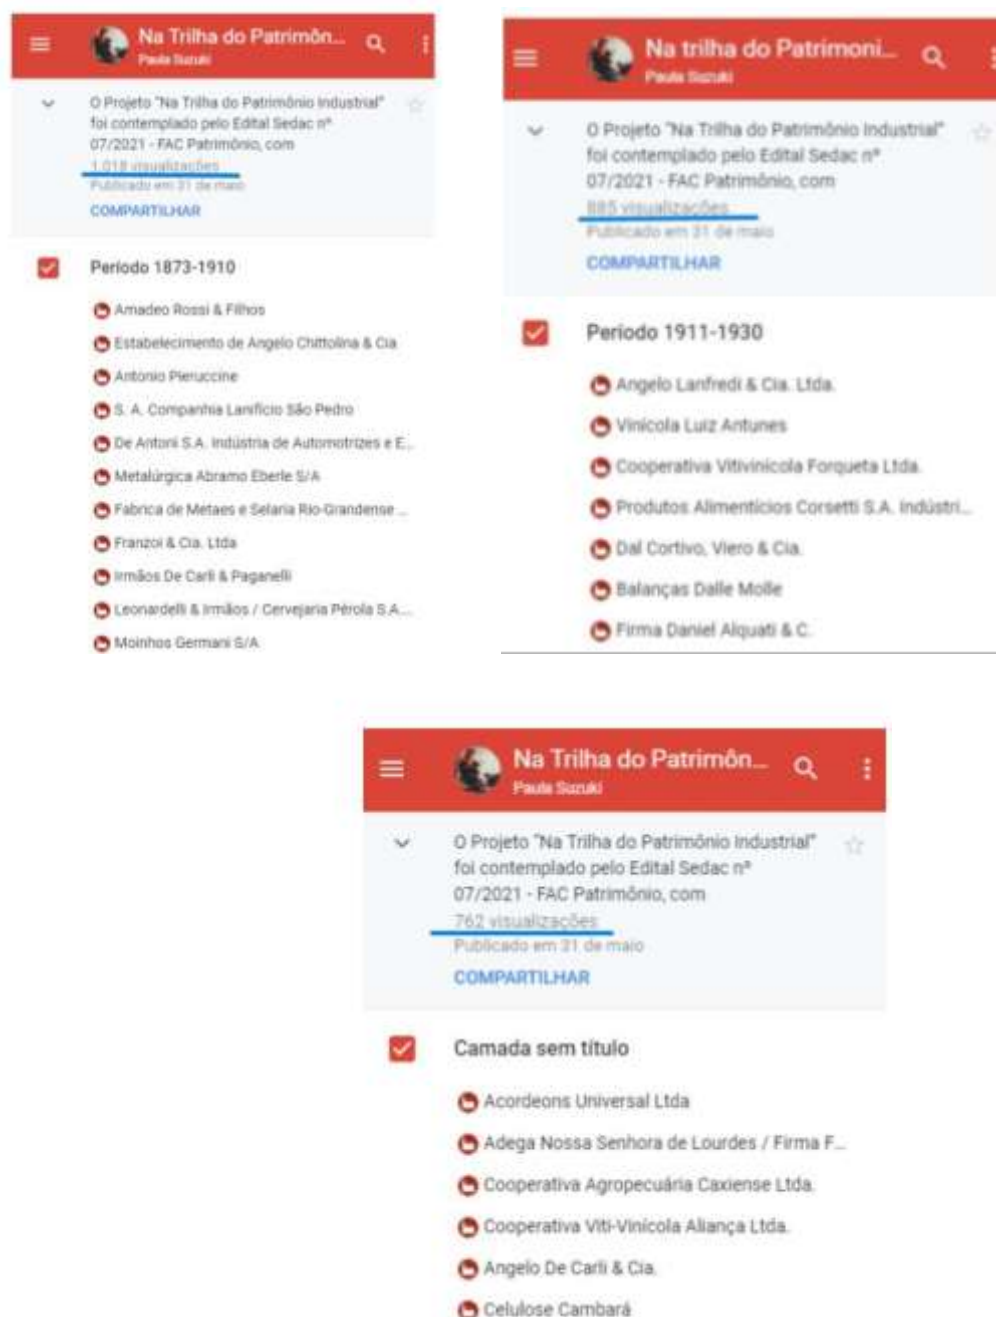 Na Trilha do Patrimôn...
Paula Suzuki
O Projeto "Na Trilha do Patrimônio Industrial"
foi contemplado pelo Edital Sedac nº
07/2021 - FAC Patrimônio, com
1.018 visualizações
Publicado em 31 de maio
COMPARTILHAR
Período 1873-1910
Amadeo Rossi & Filhos
Estabelecimento de Angelo Chittolina & Cia
Antonio Pieruccine
S. A. Companhia Lanifício São Pedro
De Antoni S.A. Indústria de Automotrizes e E...
Metalúrgica Abramo Eberle S/A
Fabrica de Metaes e Selaria Rio-Grandense ...
Franzoi & Cia. Ltda
Irmãos De Carli & Paganelli
Leonardelli & Irmãos / Cervejaria Pérola S.A...
Moinhos Germani S/A
Na trilha do Patrimoni...
Paula Suzuki
O Projeto "Na Trilha do Patrimônio Industrial"
foi contemplado pelo Edital Sedac nº
07/2021 - FAC Patrimônio, com
885 visualizações
Publicado em 31 de maio
COMPARTILHAR
Período 1911-1930
Angelo Lanfredi & Cia. Ltda.
Vinícola Luiz Antunes
Cooperativa Vitivinícola Forqueta Ltda.
Produtos Alimentícios Corsetti S.A. Indústri...
Dal Cortivo, Viero & Cia.
Balanças Dalle Molle
Firma Daniel Alquati & C.
Na Trilha do Patrimôn...
Paula Suzuki
O Projeto "Na Trilha do Patrimônio Industrial"
foi contemplado pelo Edital Sedac nº
07/2021 - FAC Patrimônio, com
762 visualizações
Publicado em 31 de maio
COMPARTILHAR
Camada sem título
Acordeons Universal Ltda
Adega Nossa Senhora de Lourdes / Firma F...
Cooperativa Agropecuária Caxiense Ltda.
Cooperativa Viti-Vinícola Aliança Ltda.
Angelo De Carli & Cia.
Celulose Cambará